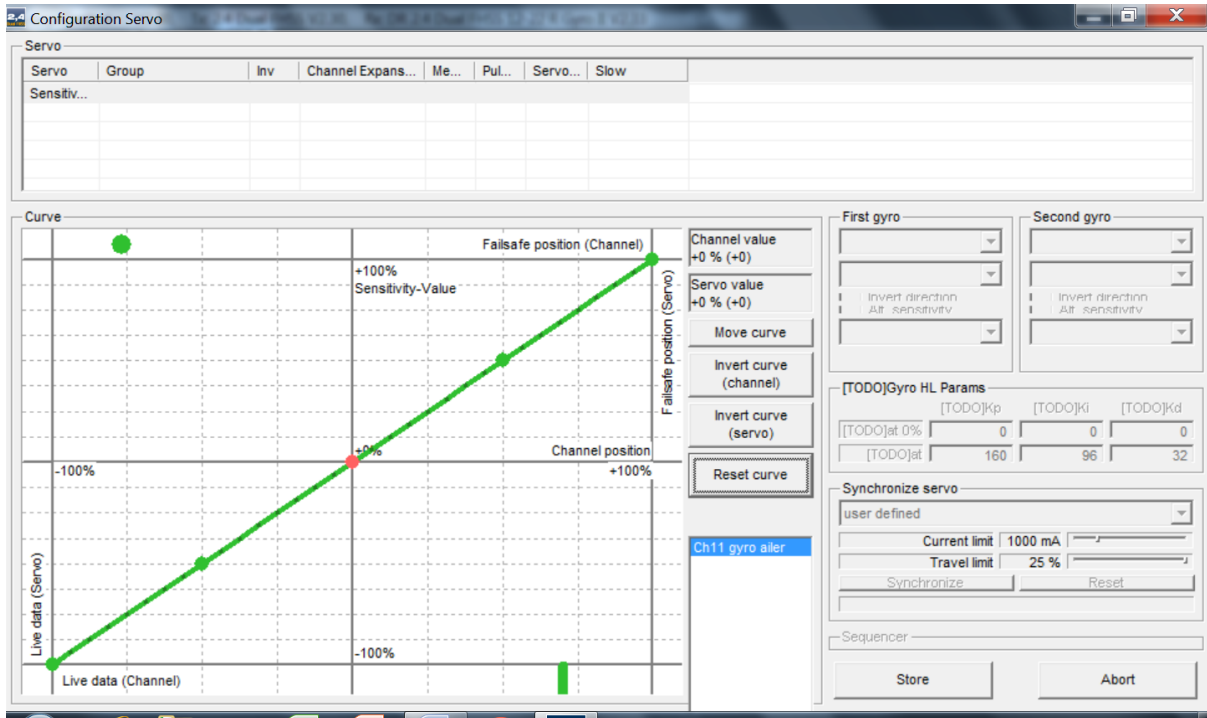 Configuration Servo
Servo
Servo Group Inv Channel Expans... Me... Pul... Servo... Slow
Sensitiv...
Curve
Failsafe position (Channel)
+100%
Sensitivity-Value
Failsafe position (Servo)
+0%
Channel position
-100%
+100%
Live data (Servo)
-100%
Live data (Channel)
Channel value
+0 % (+0)
Servo value
+0 % (+0)
Move curve
Invert curve
(channel)
Invert curve
(servo)
Reset curve
Ch11 gyro ailer
First gyro
Invert direction
Alt. sensitivity
Second gyro
Invert direction
Alt. sensitivity
[TODO]Gyro HL Params
[TODO]Kp [TODO]Ki [TODO]Kd
[TODO]at 0% 0 0 0
[TODO]at 160 96 32
Synchronize servo
user defined
Current limit 1000 mA
Travel limit 25 %
Synchronize Reset
Sequencer
Store Abort